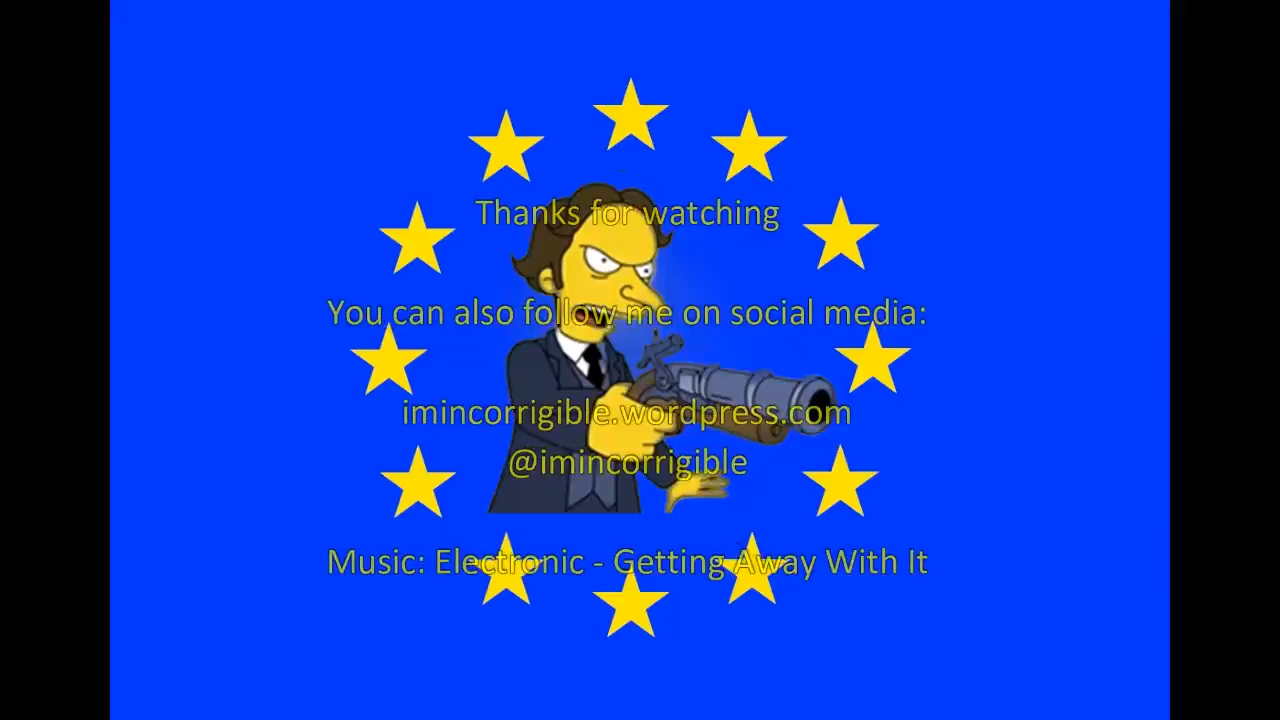 Thanks for watching
You can also follow me on social media:
imincorrigible.wordpress.com
@imincorrigible
Music: Electronic - Getting Away With It